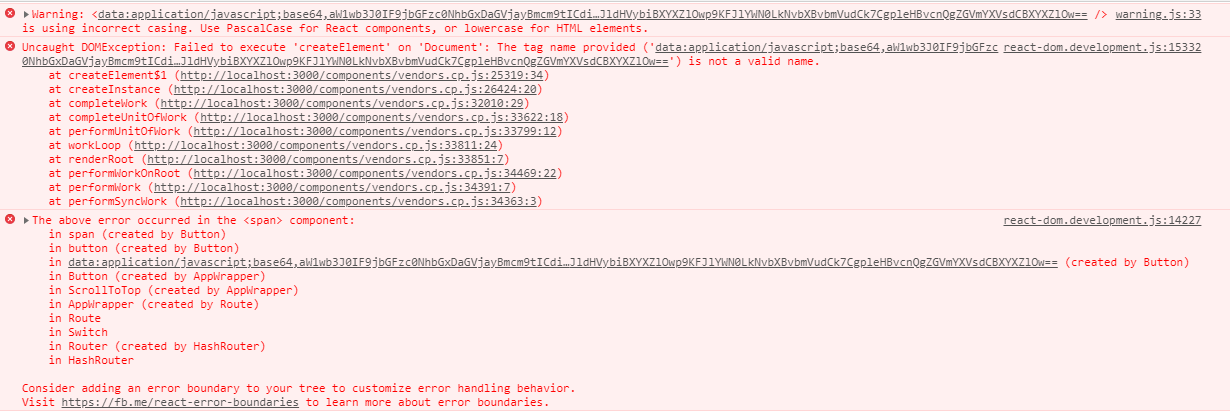 Warning: <data:application/javascript;base64,aW1wb3J0IF9jbGFzc0NhbGxDaGVjayBmcm9tICdi…JldHVybiBXYXZlOwp9KFJlYWN0LkNvbXBvbmVudCk7CgpleHBvcnQgZGVmYXVsdCBXYXZlOw== /> warning.js:33
is using incorrect casing. Use PascalCase for React components, or lowercase for HTML elements.
Uncaught DOMException: Failed to execute 'createElement' on 'Document': The tag name provided ('data:application/javascript;base64,aW1wb3J0IF9jbGFzc react-dom.development.js:15332
0NhbGxDaGVjayBmcm9tICdi…JldHVybiBXYXZlOwp9KFJlYWN0LkNvbXBvbmVudCk7CgpleHBvcnQgZGVmYXVsdCBXYXZlOw==') is not a valid name.
at createElement$1 (http://localhost:3000/components/vendors.cp.js:25319:34)
at createInstance (http://localhost:3000/components/vendors.cp.js:26424:20)
at completeWork (http://localhost:3000/components/vendors.cp.js:32010:29)
at completeUnitOfWork (http://localhost:3000/components/vendors.cp.js:33622:18)
at performUnitOfWork (http://localhost:3000/components/vendors.cp.js:33799:12)
at workLoop (http://localhost:3000/components/vendors.cp.js:33811:24)
at renderRoot (http://localhost:3000/components/vendors.cp.js:33851:7)
at performWorkOnRoot (http://localhost:3000/components/vendors.cp.js:34469:22)
at performWork (http://localhost:3000/components/vendors.cp.js:34391:7)
at performSyncWork (http://localhost:3000/components/vendors.cp.js:34363:3)
The above error occurred in the <span> component: react-dom.development.js:14227
in span (created by Button)
in button (created by Button)
in data:application/javascript;base64,aW1wb3J0IF9jbGFzc0NhbGxDaGVjayBmcm9tICdi…JldHVybiBXYXZlOwp9KFJlYWN0LkNvbXBvbmVudCk7CgpleHBvcnQgZGVmYXVsdCBXYXZlOw== (created by Button)
in Button (created by AppWrapper)
in ScrollToTop (created by AppWrapper)
in AppWrapper (created by Route)
in Route
in Switch
in Router (created by HashRouter)
in HashRouter
Consider adding an error boundary to your tree to customize error handling behavior.
Visit https://fb.me/react-error-boundaries to learn more about error boundaries.